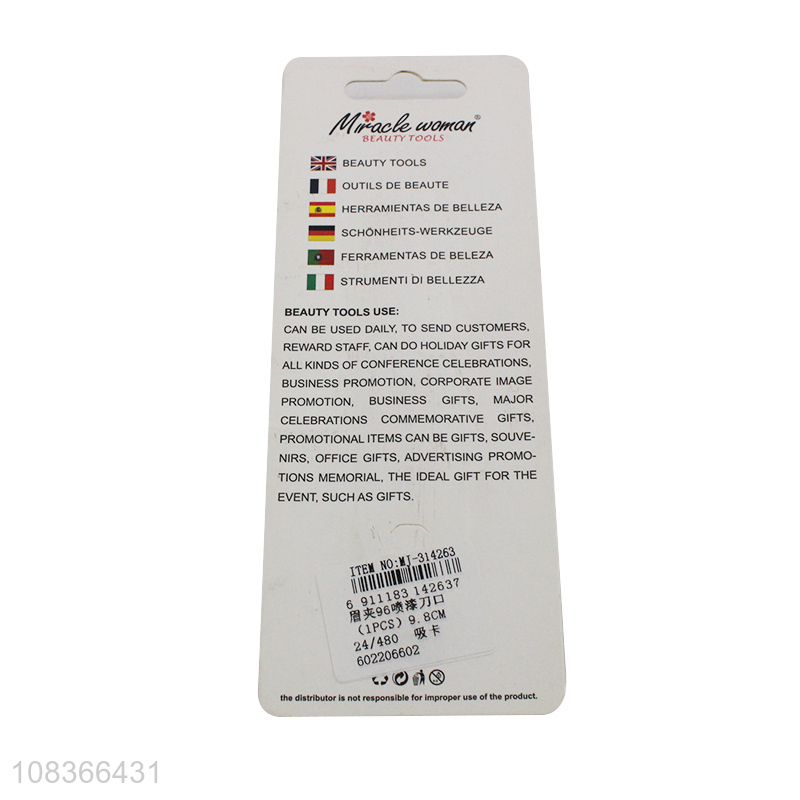 Miracle woman®
BEAUTY TOOLS
BEAUTY TOOLS
OUTILS DE BEAUTE
HERRAMIENTAS DE BELLEZA
SCHÖNHEITS-WERKZEUGE
FERRAMENTAS DE BELEZA
STRUMENTI DI BELLEZZA
BEAUTY TOOLS USE:
CAN BE USED DAILY, TO SEND CUSTOMERS,
REWARD STAFF, CAN DO HOLIDAY GIFTS FOR
ALL KINDS OF CONFERENCE CELEBRATIONS,
BUSINESS PROMOTION, CORPORATE IMAGE
PROMOTION, BUSINESS GIFTS, MAJOR
CELEBRATIONS COMMEMORATIVE GIFTS,
PROMOTIONAL ITEMS CAN BE GIFTS, SOUVE-
NIRS, OFFICE GIFTS, ADVERTISING PROMO-
TIONS MEMORIAL, THE IDEAL GIFT FOR THE
EVENT, SUCH AS GIFTS.
ITEM NO:MJ-314263
6 911183 142637
眉夹96喷漆刀口
(1PCS) 9.8CM
24/480 吸卡
602206602
the distributor is not responsible for improper use of the product.
108366431